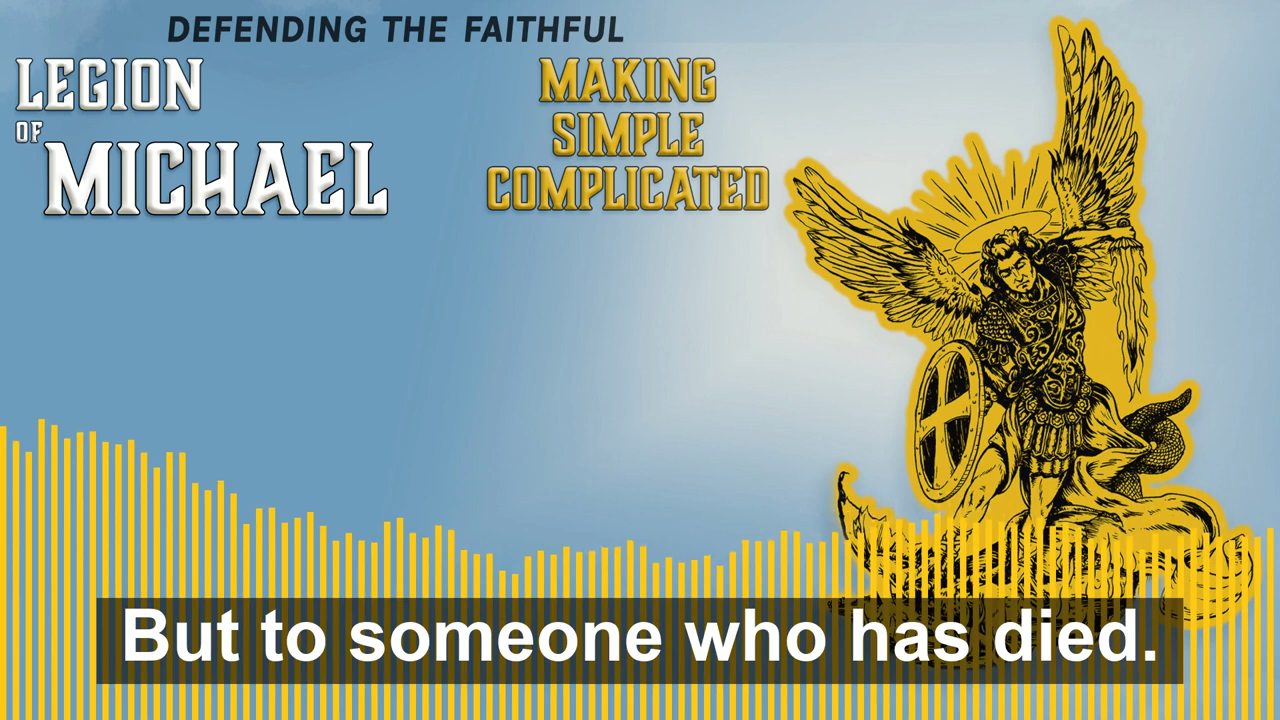 DEFENDING THE FAITHFUL
LEGION
OF
MICHAEL
MAKING
SIMPLE
COMPLICATED
But to someone who has died.